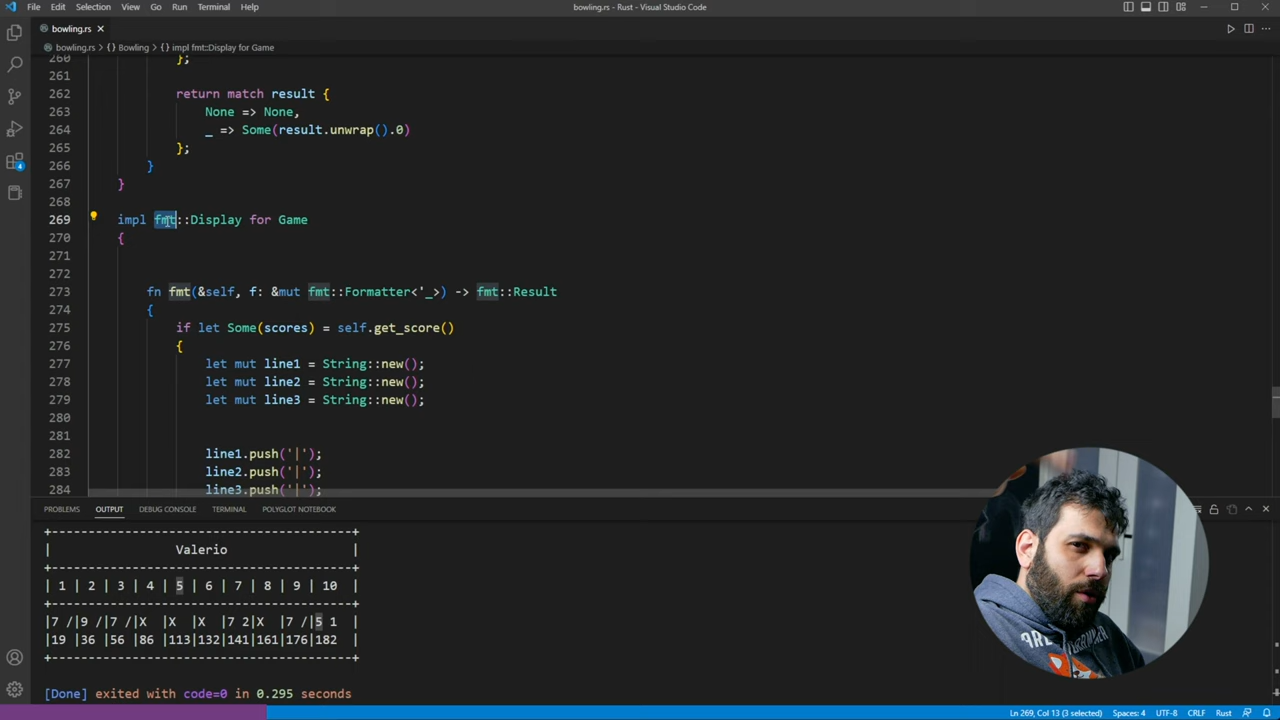 File Edit Selection View Go Run Terminal Help bowling.rs - Rust - Visual Studio Code
bowling.rs
bowling.rs › {} Bowling › impl fmt::Display for Game
260 };
261
262 return match result {
263 None => None,
264 _ => Some(result.unwrap().0)
265 };
266 }
267 }
268
269 impl fmt::Display for Game
270 {
271
272
273 fn fmt(&self, f: &mut fmt::Formatter<'_>) -> fmt::Result
274 {
275 if let Some(scores) = self.get_score()
276 {
277 let mut line1 = String::new();
278 let mut line2 = String::new();
279 let mut line3 = String::new();
280
281
282 line1.push('|');
283 line2.push('|');
284 line3.push('|');
4
PROBLEMS OUTPUT DEBUG CONSOLE TERMINAL POLYGLOT NOTEBOOK
+---------------------------------------+
| Valerio |
+---------------------------------------+
| 1 | 2 | 3 | 4 | 5 | 6 | 7 | 8 | 9 | 10 |
+---------------------------------------+
|7 /|9 /|7 /|X |X |X |7 2|X |7 /|5 1 |
|19 |36 |56 |86 |113|132|141|161|176|182 |
+---------------------------------------+
[Done] exited with code=0 in 0.295 seconds
Ln 269, Col 13 (3 selected) Spaces: 4 UTF-8 CRLF Rust